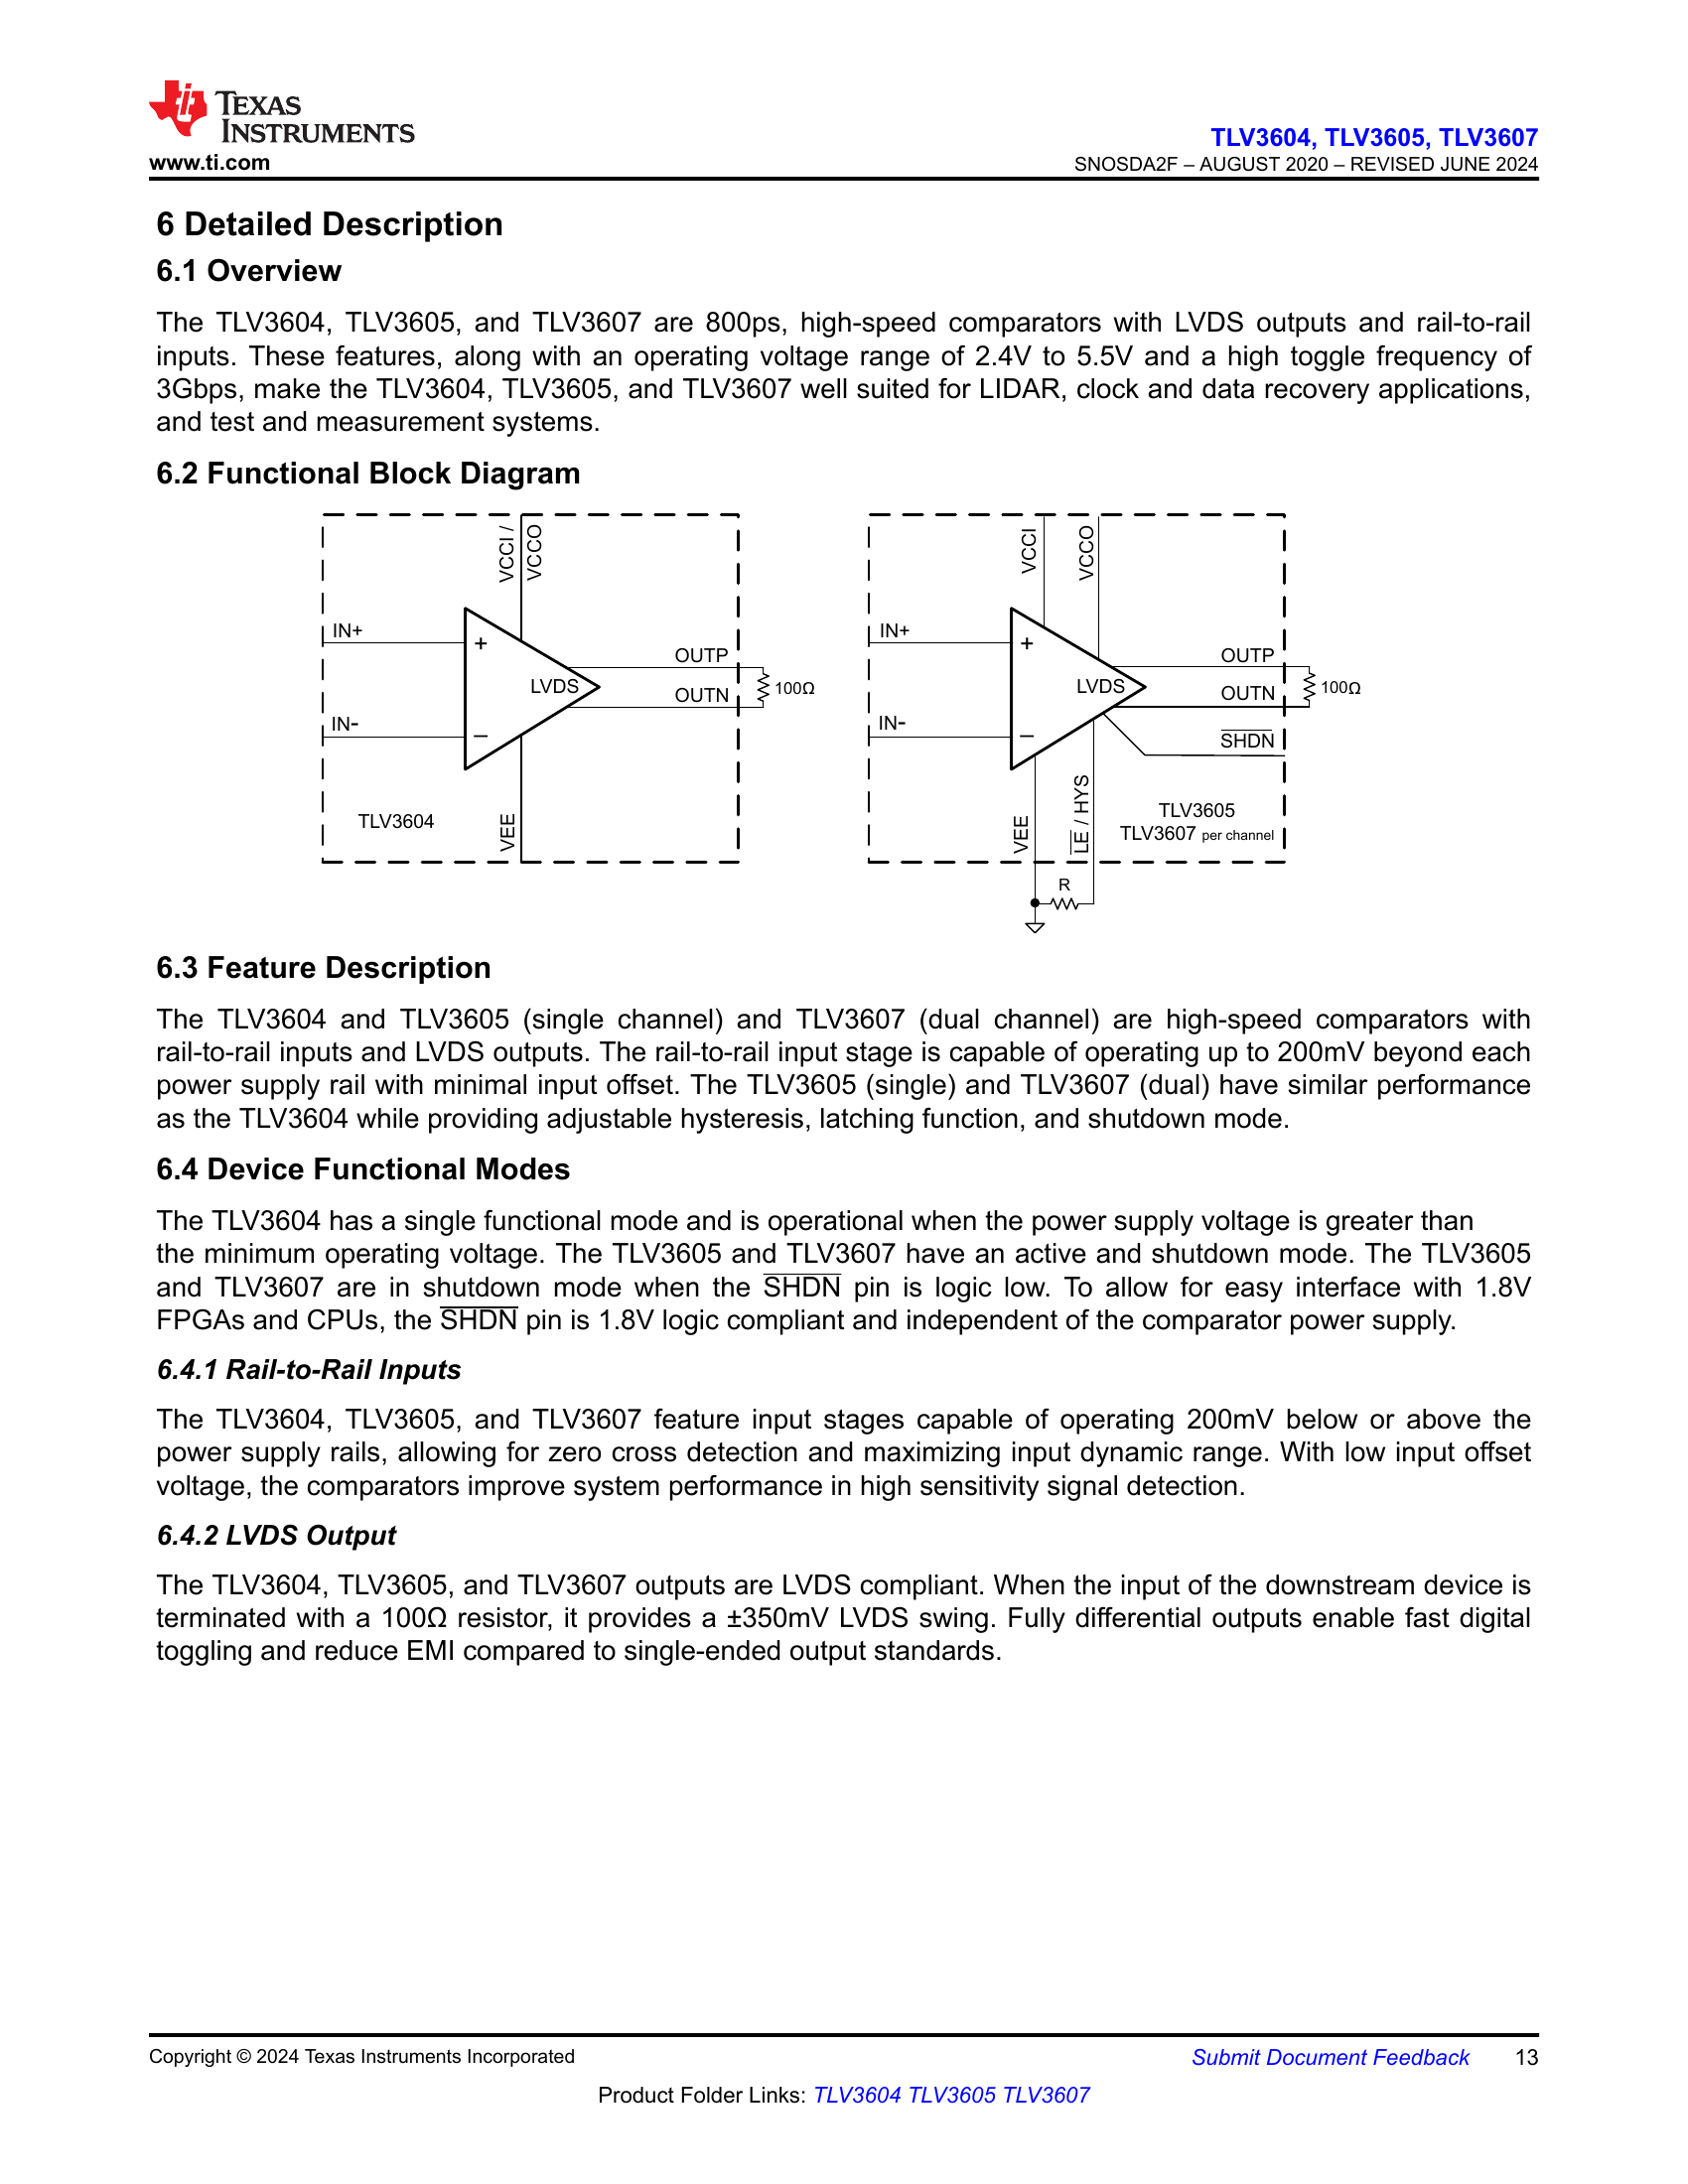 TEXAS
INSTRUMENTS
www.ti.com
TLV3604, TLV3605, TLV3607
SNOSDA2F – AUGUST 2020 – REVISED JUNE 2024
6 Detailed Description
6.1 Overview
The TLV3604, TLV3605, and TLV3607 are 800ps, high-speed comparators with LVDS outputs and rail-to-rail
inputs. These features, along with an operating voltage range of 2.4V to 5.5V and a high toggle frequency of
3Gbps, make the TLV3604, TLV3605, and TLV3607 well suited for LIDAR, clock and data recovery applications,
and test and measurement systems.
6.2 Functional Block Diagram
VCCI /
VCCO
IN+
+
OUTP
LVDS
100Ω
OUTN
IN-
–
TLV3604
VEE
VCCI
VCCO
IN+
+
OUTP
LVDS
100Ω
OUTN
IN-
–
S̅H̅D̅N̅
VEE
L̅E̅ / HYS
TLV3605
TLV3607 per channel
R
6.3 Feature Description
The TLV3604 and TLV3605 (single channel) and TLV3607 (dual channel) are high-speed comparators with
rail-to-rail inputs and LVDS outputs. The rail-to-rail input stage is capable of operating up to 200mV beyond each
power supply rail with minimal input offset. The TLV3605 (single) and TLV3607 (dual) have similar performance
as the TLV3604 while providing adjustable hysteresis, latching function, and shutdown mode.
6.4 Device Functional Modes
The TLV3604 has a single functional mode and is operational when the power supply voltage is greater than
the minimum operating voltage. The TLV3605 and TLV3607 have an active and shutdown mode. The TLV3605
and TLV3607 are in shutdown mode when the S̅H̅D̅N̅ pin is logic low. To allow for easy interface with 1.8V
FPGAs and CPUs, the S̅H̅D̅N̅ pin is 1.8V logic compliant and independent of the comparator power supply.
6.4.1 Rail-to-Rail Inputs
The TLV3604, TLV3605, and TLV3607 feature input stages capable of operating 200mV below or above the
power supply rails, allowing for zero cross detection and maximizing input dynamic range. With low input offset
voltage, the comparators improve system performance in high sensitivity signal detection.
6.4.2 LVDS Output
The TLV3604, TLV3605, and TLV3607 outputs are LVDS compliant. When the input of the downstream device is
terminated with a 100Ω resistor, it provides a ±350mV LVDS swing. Fully differential outputs enable fast digital
toggling and reduce EMI compared to single-ended output standards.
Copyright © 2024 Texas Instruments Incorporated
Submit Document Feedback 13
Product Folder Links: TLV3604 TLV3605 TLV3607